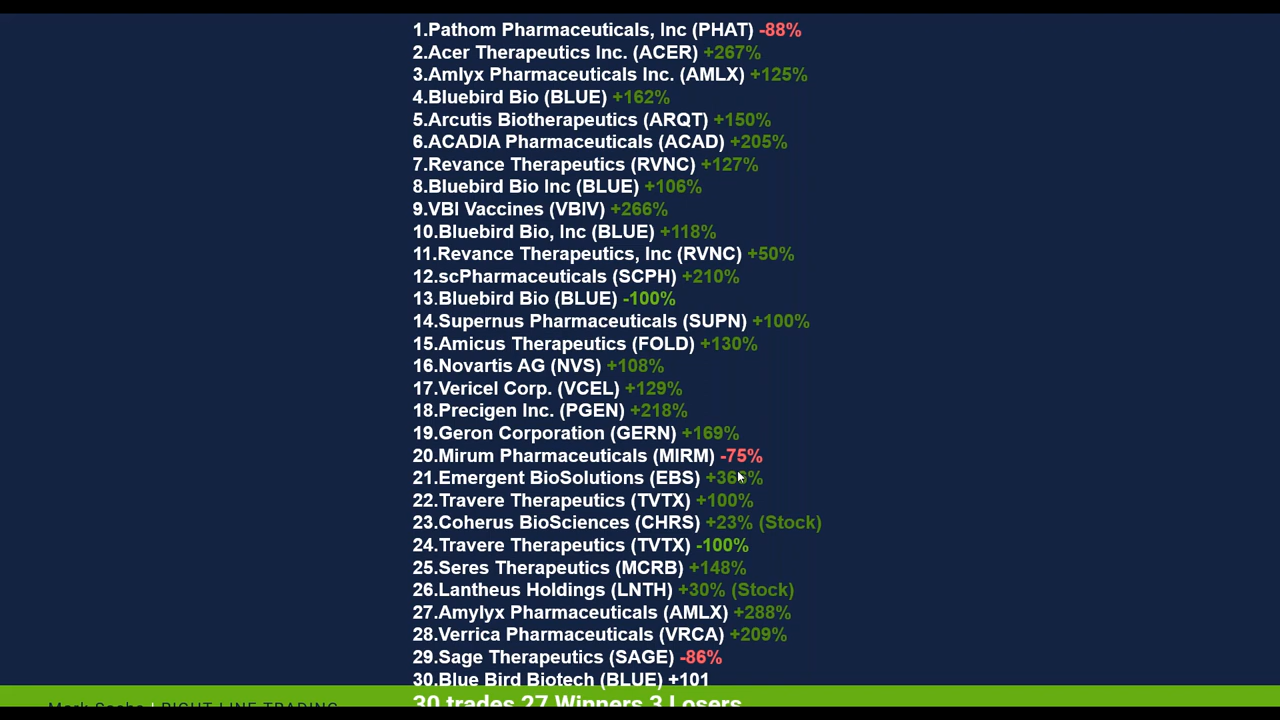 1.Pathom Pharmaceuticals, Inc (PHAT) -88%
2.Acer Therapeutics Inc. (ACER) +267%
3.Amlyx Pharmaceuticals Inc. (AMLX) +125%
4.Bluebird Bio (BLUE) +162%
5.Arcutis Biotherapeutics (ARQT) +150%
6.ACADIA Pharmaceuticals (ACAD) +205%
7.Revance Therapeutics (RVNC) +127%
8.Bluebird Bio Inc (BLUE) +106%
9.VBI Vaccines (VBIV) +266%
10.Bluebird Bio, Inc (BLUE) +118%
11.Revance Therapeutics, Inc (RVNC) +50%
12.scPharmaceuticals (SCPH) +210%
13.Bluebird Bio (BLUE) -100%
14.Supernus Pharmaceuticals (SUPN) +100%
15.Amicus Therapeutics (FOLD) +130%
16.Novartis AG (NVS) +108%
17.Vericel Corp. (VCEL) +129%
18.Precigen Inc. (PGEN) +218%
19.Geron Corporation (GERN) +169%
20.Mirum Pharmaceuticals (MIRM) -75%
21.Emergent BioSolutions (EBS)
22.Travere Therapeutics (TVTX) +100%
23.Coherus BioSciences (CHRS) +23% (Stock)
24.Travere Therapeutics (TVTX) -100%
25.Seres Therapeutics (MCRB) +148%
26.Lantheus Holdings (LNTH) +30% (Stock)
27.Amylyx Pharmaceuticals (AMLX) +288%
28.Verrica Pharmaceuticals (VRCA) +209%
29.Sage Therapeutics (SAGE) -86%
30.Blue Bird Biotech (BLUE) +101
30 trades 27 Winners 3 Losers
| RIGHT LINE TRADING